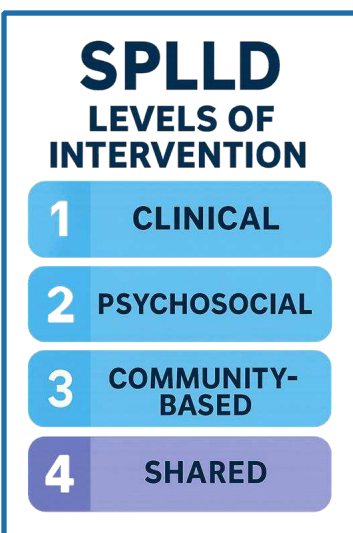 SPLLD
LEVELS OF
INTERVENTION
1 CLINICAL
2 PSYCHOSOCIAL
3 COMMUNITY-
BASED
4 SHARED